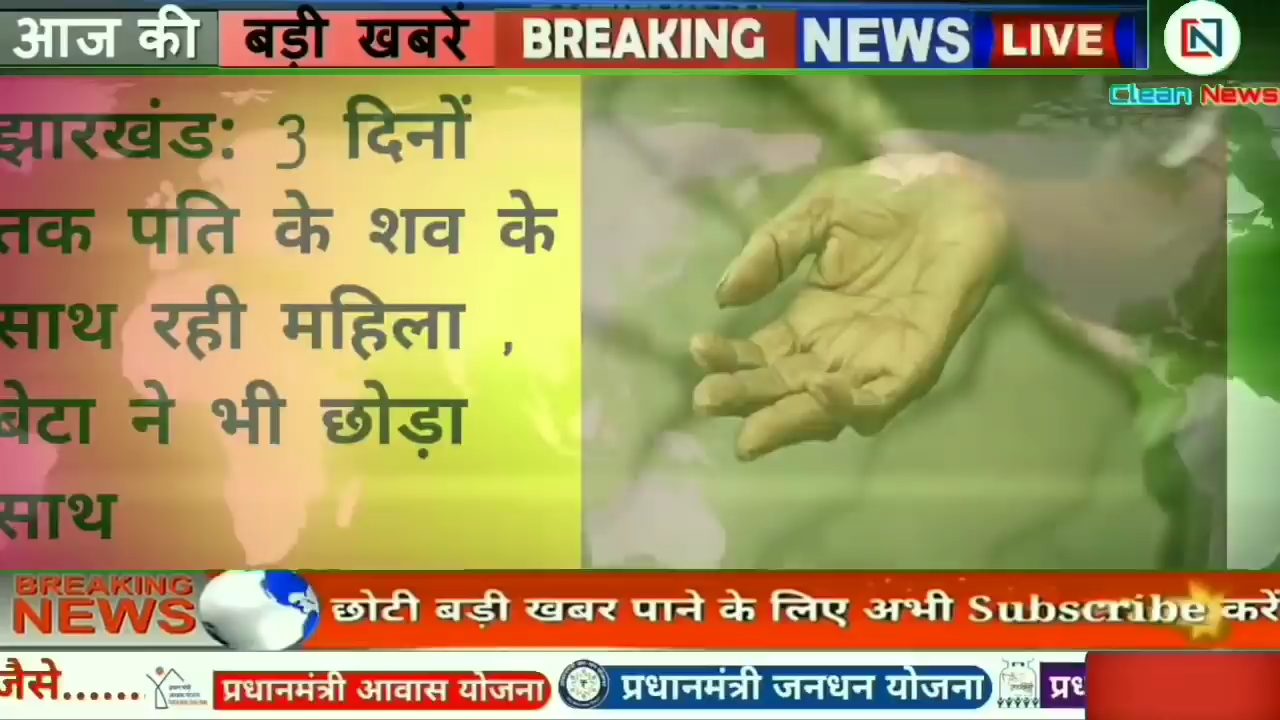 आज की बड़ी खबरें BREAKING NEWS LIVE
N
Clean News
झारखंड: 3 दिनों
तक पति के शव के
साथ रही महिला ,
बेटा ने भी छोड़ा
साथ
BREAKING
NEWS
छोटी बड़ी खबर पाने के लिए अभी Subscribe करें
जैसे...... प्रधानमंत्री आवास योजना प्रधानमंत्री जनधन योजना